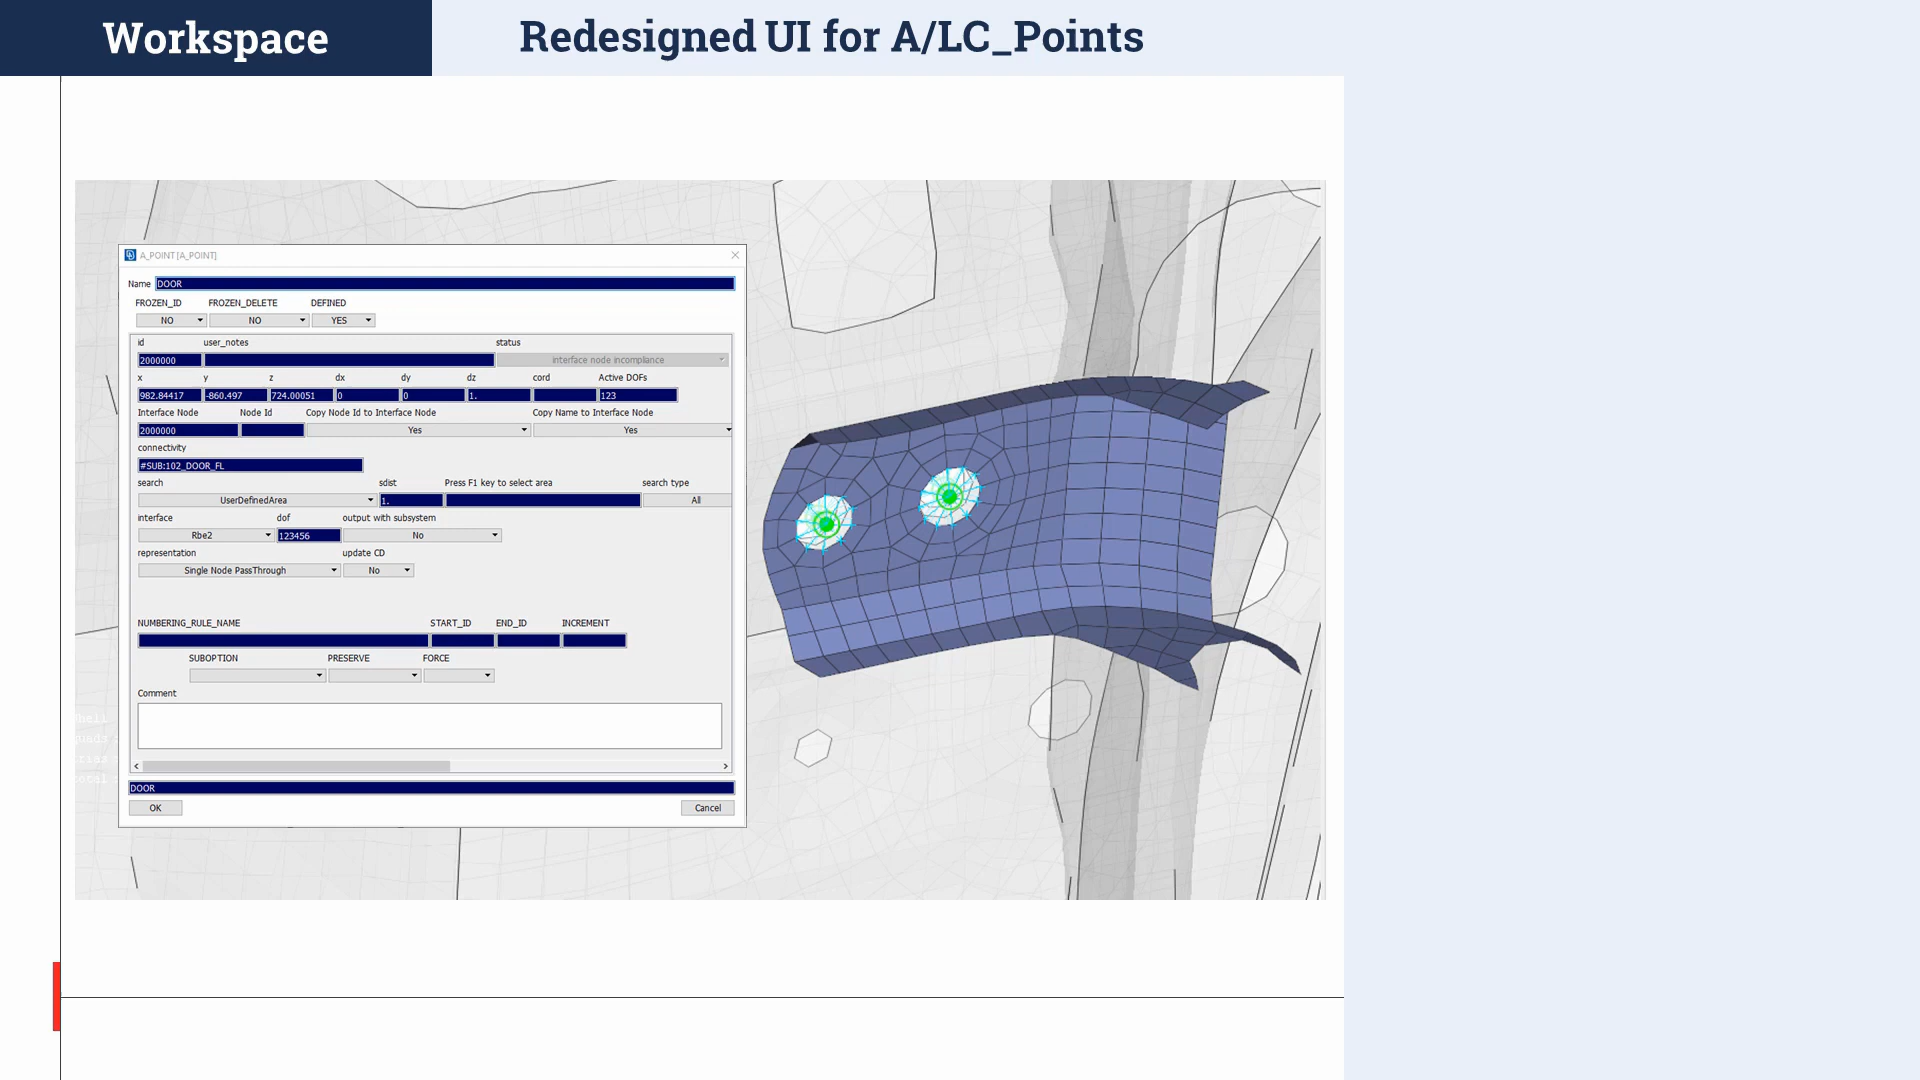 Workspace
Redesigned UI for A/LC_Points
A_POINT [A_POINT]
Name DOOR
FROZEN_ID FROZEN_DELETE DEFINED
NO NO YES
id user_notes status
2000000 interface node incompliance
x y z dx dy dz cord Active DOFs
982.84417 -860.497 724.00051 0 0 1. 123
Interface Node Node Id Copy Node Id to Interface Node Copy Name to Interface Node
2000000 Yes Yes
connectivity
#SUB:102_DOOR_FL
search sdist Press F1 key to select area search type
UserDefinedArea 1. All
interface dof output with subsystem
Rbe2 123456 No
representation update CD
Single Node PassThrough No
NUMBERING_RULE_NAME START_ID END_ID INCREMENT
SUBOPTION PRESERVE FORCE
Comment
DOOR
OK Cancel